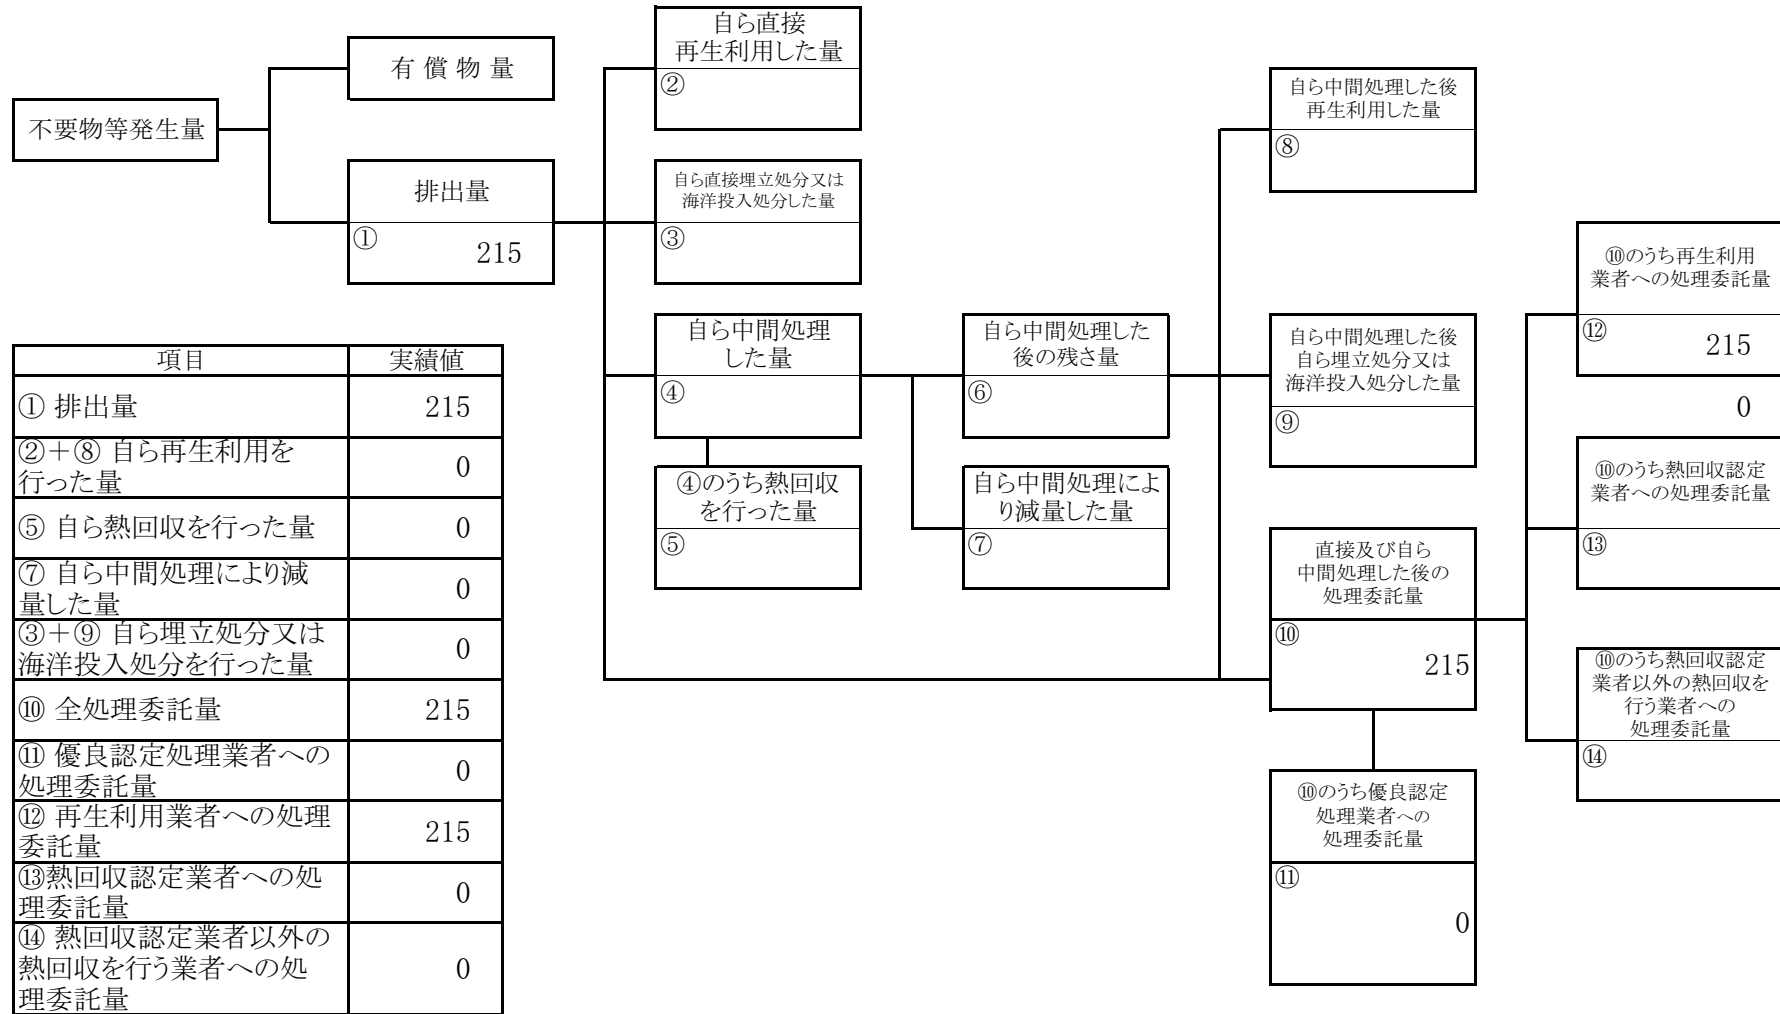 不要物等発生量
有償物量
排出量
①
215
自ら直接
再生利用した量
②
自ら直接埋立処分又は
海洋投入処分した量
③
自ら中間処理
した量
④
④のうち熱回収
を行った量
⑤
自ら中間処理した
後の残さ量
⑥
自ら中間処理によ
り減量した量
⑦
自ら中間処理した後
再生利用した量
⑧
自ら中間処理した後
自ら埋立処分又は
海洋投入処分した量
⑨
直接及び自ら
中間処理した後の
処理委託量
⑩
215
⑩のうち優良認定
処理業者への
処理委託量
⑪
0
⑩のうち再生利用
業者への処理委託量
⑫
215
0
⑩のうち熱回収認定
業者への処理委託量
⑬
⑩のうち熱回収認定
業者以外の熱回収を
行う業者への
処理委託量
⑭
項目 実績値
① 排出量 215
②+⑧ 自ら再生利用を
行った量 0
⑤ 自ら熱回収を行った量 0
⑦ 自ら中間処理により減
量した量 0
③+⑨ 自ら埋立処分又は
海洋投入処分を行った量 0
⑩ 全処理委託量 215
⑪ 優良認定処理業者への
処理委託量 0
⑫ 再生利用業者への処理
委託量 215
⑬熱回収認定業者への処
理委託量 0
⑭ 熱回収認定業者以外の
熱回収を行う業者への処 0
理委託量